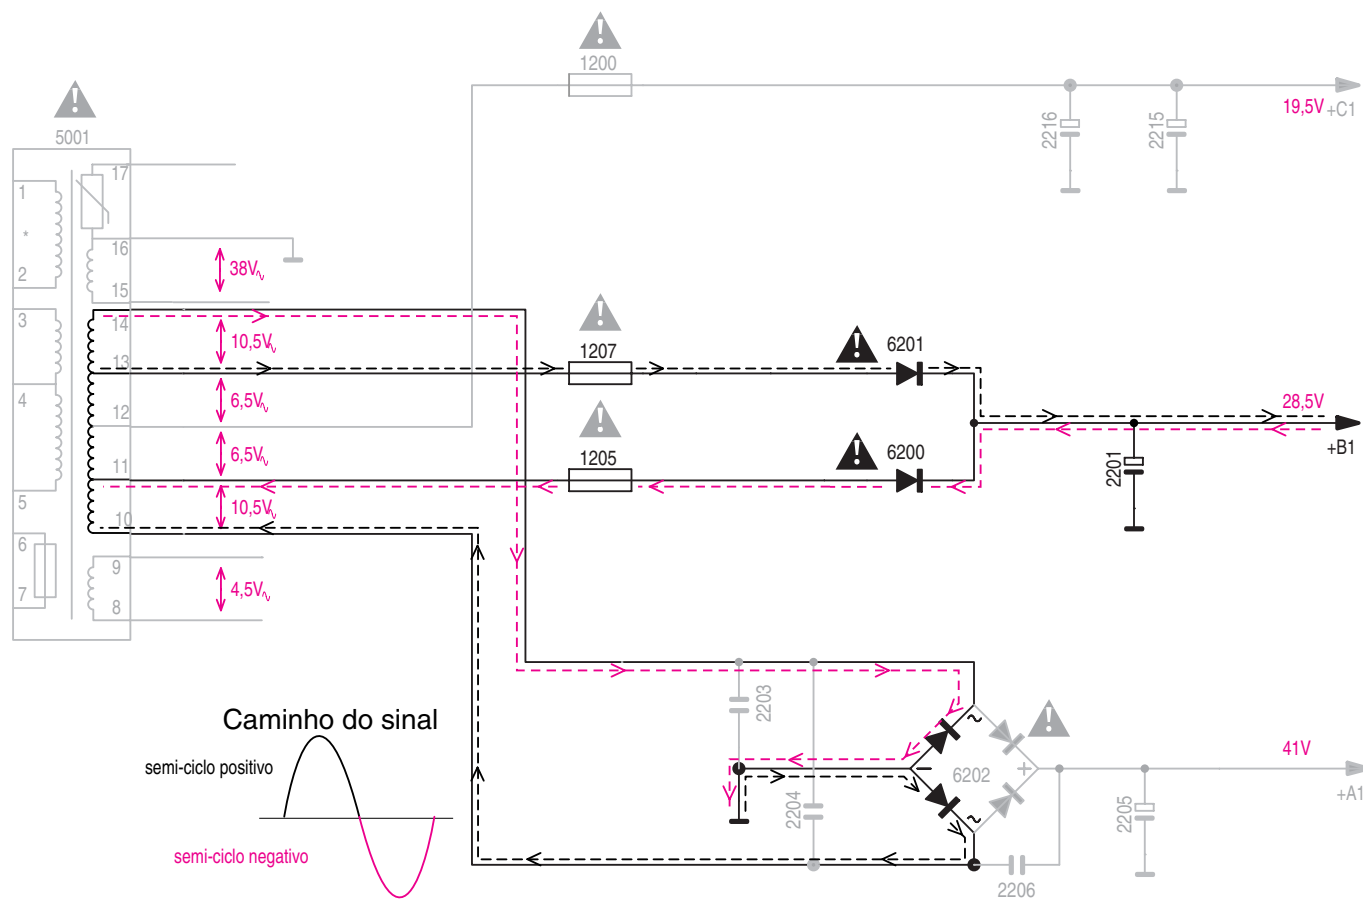 1200
19,5V
+C1
2216
2215
5001
17
1
*
2
16
38V∿
15
3
14
10,5V∿
13
1207
6201
4
6,5V∿
12
28,5V
+B1
6,5V∿
11
1205
6200
2201
5
10,5V∿
10
6
9
4,5V∿
7
8
Caminho do sinal
semi-ciclo positivo
semi-ciclo negativo
2203
2204
~
-
6202
+
~
41V
+A1
2205
2206